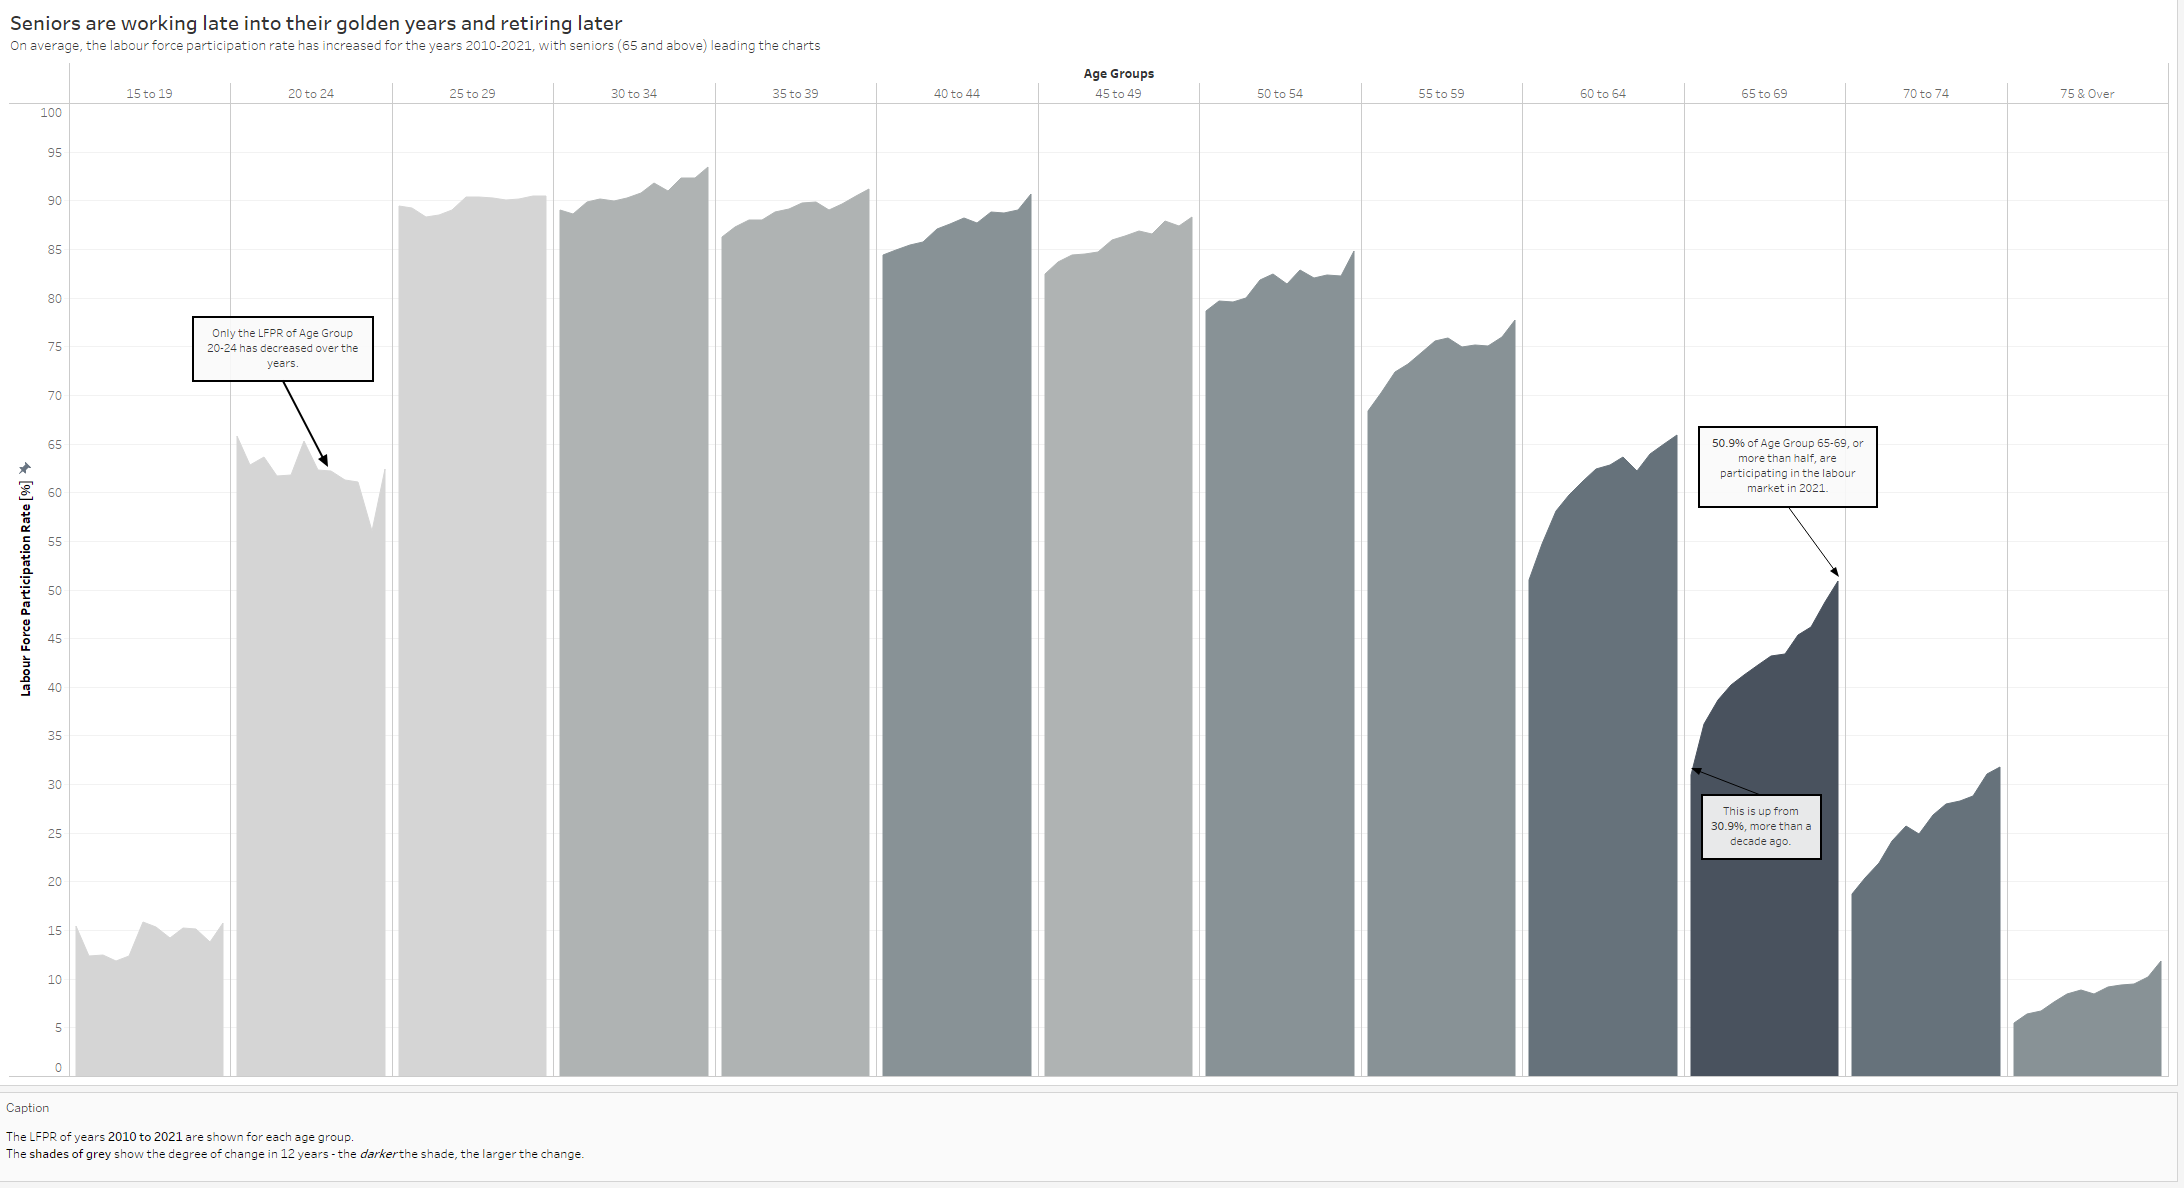 Seniors are working late into their golden years and retiring later
On average, the labour force participation rate has increased for the years 2010-2021, with seniors (65 and above) leading the charts
Age Groups
15 to 19 20 to 24 25 to 29 30 to 34 35 to 39 40 to 44 45 to 49 50 to 54 55 to 59 60 to 64 65 to 69 70 to 74 75 & Over
100
95
90
85
80
75
70
65
60
55
50
45
40
35
30
25
20
15
10
5
0
Labour Force Participation Rate [%]
Only the LFPR of Age Group
20-24 has decreased over the
years.
50.9% of Age Group 65-69, or
more than half, are
participating in the labour
market in 2021.
This is up from
30.9%, more than a
decade ago.
Caption
The LFPR of years 2010 to 2021 are shown for each age group.
The shades of grey show the degree of change in 12 years - the darker the shade, the larger the change.